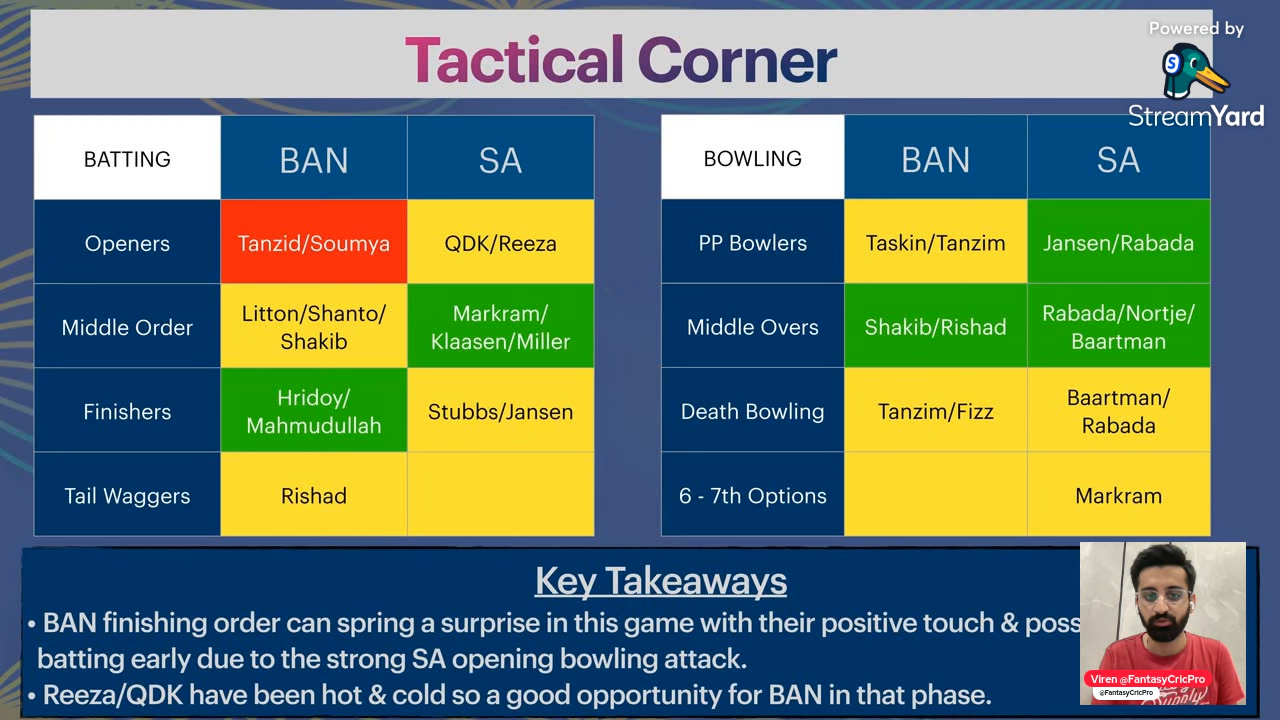 Tactical Corner
Powered by
StreamYard
BATTING BAN SA
Openers Tanzid/Soumya QDK/Reeza
Middle Order Litton/Shanto/ Markram/
Shakib Klaasen/Miller
Finishers Hridoy/ Stubbs/Jansen
Mahmudullah
Tail Waggers Rishad
BOWLING BAN SA
PP Bowlers Taskin/Tanzim Jansen/Rabada
Middle Overs Shakib/Rishad Rabada/Nortje/
Baartman
Death Bowling Tanzim/Fizz Baartman/
Rabada
6 - 7th Options Markram
Key Takeaways
• BAN finishing order can spring a surprise in this game with their positive touch & poss
batting early due to the strong SA opening bowling attack.
• Reeza/QDK have been hot & cold so a good opportunity for BAN in that phase.
Viren @FantasyCricPro
@FantasyCricPro